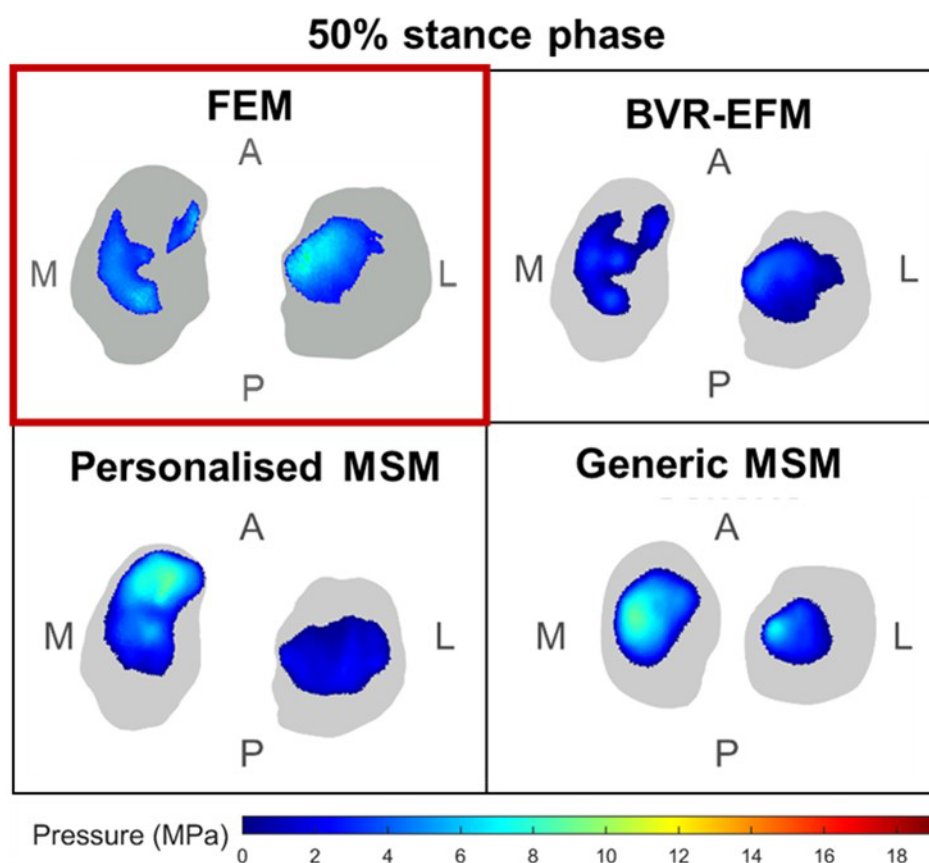 50% stance phase
FEM
A
M
L
P
BVR-EFM
A
M
L
P
Personalised MSM
A
M
L
P
Generic MSM
A
M
L
P
Pressure (MPa)
0 2 4 6 8 10 12 14 16 18